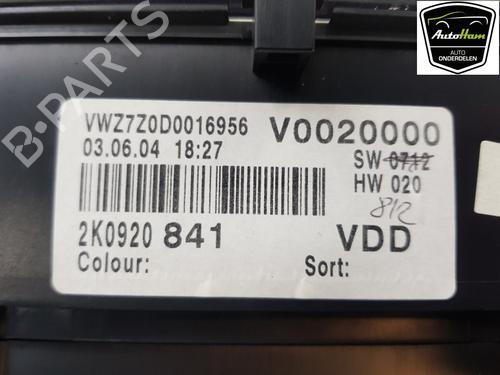 AutoHam
AUTO
ONDERDELEN
VWZ7Z0D0016956 V0020000
03.06.04 18:27 SW 0712
HW 020
812
2K0920 841 VDD
Colour: Sort:
B-Parts